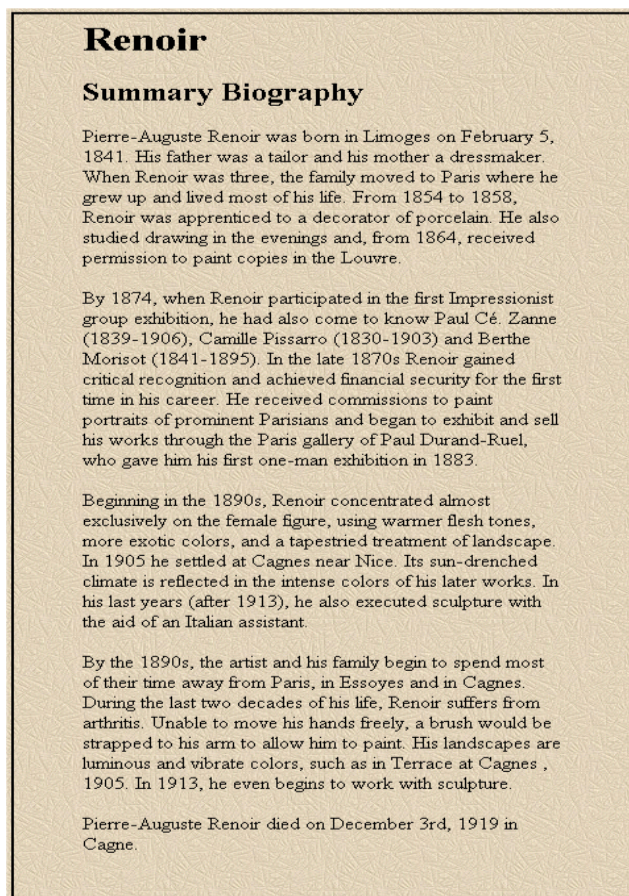 Renoir
Summary Biography
Pierre-Auguste Renoir was born in Limoges on February 5,
1841. His father was a tailor and his mother a dressmaker.
When Renoir was three, the family moved to Paris where he
grew up and lived most of his life. From 1854 to 1858,
Renoir was apprenticed to a decorator of porcelain. He also
studied drawing in the evenings and, from 1864, received
permission to paint copies in the Louvre.
By 1874, when Renoir participated in the first Impressionist
group exhibition, he had also come to know Paul Cé. Zanne
(1839-1906), Camille Pissarro (1830-1903) and Berthe
Morisot (1841-1895). In the late 1870s Renoir gained
critical recognition and achieved financial security for the first
time in his career. He received commissions to paint
portraits of prominent Parisians and began to exhibit and sell
his works through the Paris gallery of Paul Durand-Ruel,
who gave him his first one-man exhibition in 1883.
Beginning in the 1890s, Renoir concentrated almost
exclusively on the female figure, using warmer flesh tones,
more exotic colors, and a tapestried treatment of landscape.
In 1905 he settled at Cagnes near Nice. Its sun-drenched
climate is reflected in the intense colors of his later works. In
his last years (after 1913), he also executed sculpture with
the aid of an Italian assistant.
By the 1890s, the artist and his family begin to spend most
of their time away from Paris, in Essoyes and in Cagnes.
During the last two decades of his life, Renoir suffers from
arthritis. Unable to move his hands freely, a brush would be
strapped to his arm to allow him to paint. His landscapes are
luminous and vibrate colors, such as in Terrace at Cagnes ,
1905. In 1913, he even begins to work with sculpture.
Pierre-Auguste Renoir died on December 3rd, 1919 in
Cagne.